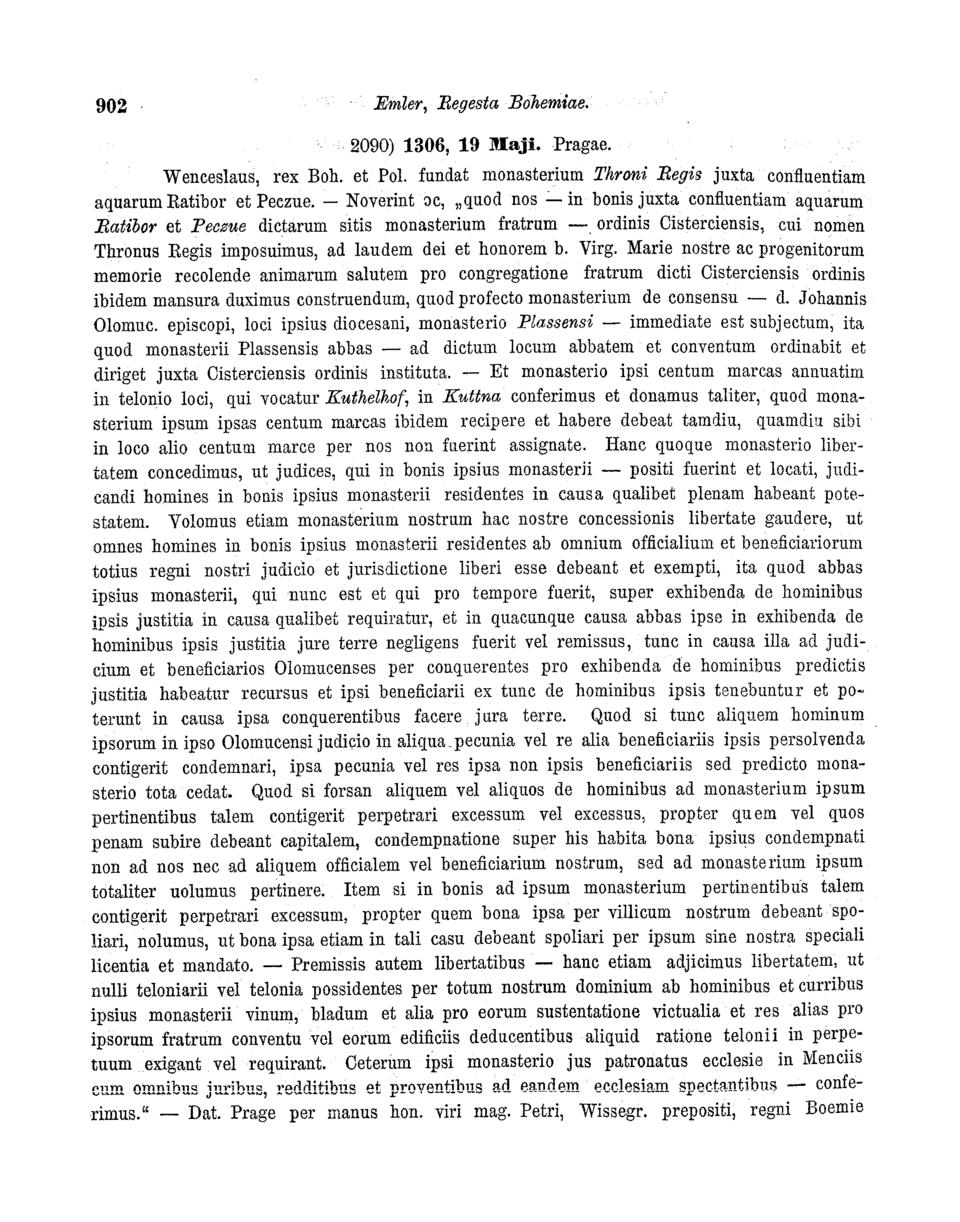 902
Emler, Regesta Bohemiae.
2090) 1306, 19 Maji. Pragae.
Wenceslaus, rex Boh. et Pol. fundat monasterium Throni Regis juxta confluentiam
aquarum Ratibor et Peczue. — Noverint ɔc, „quod nos — in bonis juxta confluentiam aquarum
Ratibor et Peczue dictarum sitis monasterium fratrum — ordinis Cisterciensis, cui nomen
Thronus Regis imposuimus, ad laudem dei et honorem b. Virg. Marie nostre ac progenitorum
memorie recolende animarum salutem pro congregatione fratrum dicti Cisterciensis ordinis
ibidem mansura duximus construendum, quod profecto monasterium de consensu — d. Johannis
Olomuc. episcopi, loci ipsius diocesani, monasterio Plassensi — immediate est subjectum, ita
quod monasterii Plassensis abbas — ad dictum locum abbatem et conventum ordinabit et
diriget juxta Cisterciensis ordinis instituta. — Et monasterio ipsi centum marcas annuatim
in telonio loci, qui vocatur Kuthelhof, in Kuttna conferimus et donamus taliter, quod mona-
sterium ipsum ipsas centum marcas ibidem recipere et habere debeat tamdiu, quamdiu sibi
in loco alio centum marce per nos non fuerint assignate. Hanc quoque monasterio liber-
tatem concedimus, ut judices, qui in bonis ipsius monasterii — positi fuerint et locati, judi-
candi homines in bonis ipsius monasterii residentes in causa qualibet plenam habeant pote-
statem. Volomus etiam monasterium nostrum hac nostre concessionis libertate gaudere, ut
omnes homines in bonis ipsius monasterii residentes ab omnium officialium et beneficiariorum
totius regni nostri judicio et jurisdictione liberi esse debeant et exempti, ita quod abbas
ipsius monasterii, qui nunc est et qui pro tempore fuerit, super exhibenda de hominibus
ipsis justitia in causa qualibet requiratur, et in quacunque causa abbas ipse in exhibenda de
hominibus ipsis justitia jure terre negligens fuerit vel remissus, tunc in causa illa ad judi-
cium et beneficiarios Olomucenses per conquerentes pro exhibenda de hominibus predictis
justitia habeatur recursus et ipsi beneficiarii ex tunc de hominibus ipsis tenebuntur et po-
terunt in causa ipsa conquerentibus facere jura terre. Quod si tunc aliquem hominum
ipsorum in ipso Olomucensi judicio in aliqua pecunia vel re alia beneficiariis ipsis persolvenda
contigerit condemnari, ipsa pecunia vel res ipsa non ipsis beneficiariis sed predicto mona-
sterio tota cedat. Quod si forsan aliquem vel aliquos de hominibus ad monasterium ipsum
pertinentibus talem contigerit perpetrari excessum vel excessus, propter quem vel quos
penam subire debeant capitalem, condempnatione super his habita bona ipsius condempnati
non ad nos nec ad aliquem officialem vel beneficiarium nostrum, sed ad monasterium ipsum
totaliter uolumus pertinere. Item si in bonis ad ipsum monasterium pertinentibus talem
contigerit perpetrari excessum, propter quem bona ipsa per villicum nostrum debeant spo-
liari, nolumus, ut bona ipsa etiam in tali casu debeant spoliari per ipsum sine nostra speciali
licentia et mandato. — Premissis autem libertatibus — hanc etiam adjicimus libertatem, ut
nulli teloniarii vel telonia possidentes per totum nostrum dominium ab hominibus et curribus
ipsius monasterii vinum, bladum et alia pro eorum sustentatione victualia et res alias pro
ipsorum fratrum conventu vel eorum edificiis deducentibus aliquid ratione telonii in perpe-
tuum exigant vel requirant. Ceterum ipsi monasterio jus patronatus ecclesie in Menciis
cum omnibus juribus, redditibus et proventibus ad eandem ecclesiam spectantibus — confe-
rimus.“ — Dat. Prage per manus hon. viri mag. Petri, Wissegr. prepositi, regni Boemie